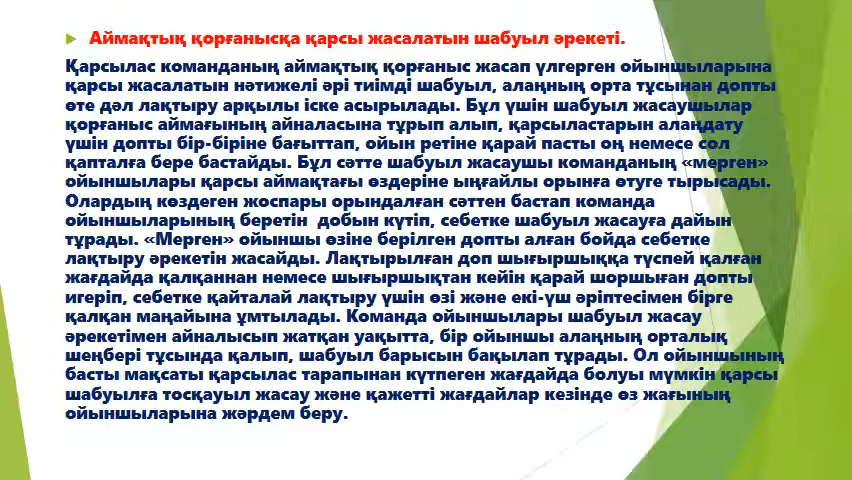 Аймақтық қорғанысқа қарсы жасалатын шабуыл әрекеті.
Қарсылас команданың аймақтық қорғаныс жасап үлгерген ойыншыларына
қарсы жасалатын нәтижелі әрі тиімді шабуыл, алаңның орта тұсынан допты
өте дәл лақтыру арқылы іске асырылады. Бұл үшін шабуыл жасаушылар
қорғаныс аймағының айналасына тұрып алып, қарсыластарын алаңдату
үшін допты бір-біріне бағыттап, ойын ретіне қарай пасты оң немесе сол
қапталға бере бастайды. Бұл сәтте шабуыл жасаушы команданың «мерген»
ойыншылары қарсы аймақтағы өздеріне ыңғайлы орынға өтуге тырысады.
Олардың көздеген жоспары орындалған сәттен бастап команда
ойыншыларының беретін добын күтіп, себетке шабуыл жасауға дайын
тұрады. «Мерген» ойыншы өзіне берілген допты алған бойда себетке
лақтыру әрекетін жасайды. Лақтырылған доп шығыршыққа түспей қалған
жағдайда қалқаннан немесе шығыршықтан кейін қарай шоршыған допты
игеріп, себетке қайталай лақтыру үшін өзі және екі-үш әріптесімен бірге
қалқан маңайына ұмтылады. Команда ойыншылары шабуыл жасау
әрекетімен айналысып жатқан уақытта, бір ойыншы алаңның орталық
шеңбері тұсында қалып, шабуыл барысын бақылап тұрады. Ол ойыншының
басты мақсаты қарсылас тарапынан күтпеген жағдайда болуы мүмкін қарсы
шабуылға тосқауыл жасау және қажетті жағдайлар кезінде өз жағының
ойыншыларына жәрдем беру.